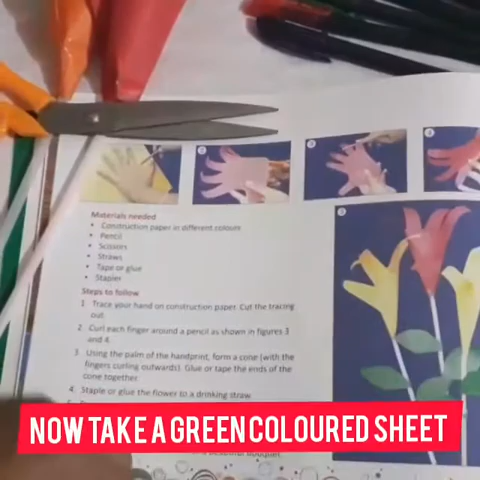 Materials needed
• Construction paper in different colours
• Pencil
• Scissors
• Straws
• Tape or glue
• Stapler
Steps to follow
1 Trace your hand on construction paper. Cut the tracing
out.
2. Curl each finger around a pencil as shown in figures 3
and 4.
3. Using the palm of the handprint, form a cone (with the
fingers curling outwards). Glue or tape the ends of the
cone together.
4. Staple or glue the flower to a drinking straw
NOW TAKE A GREEN COLOURED SHEET
bouquet.